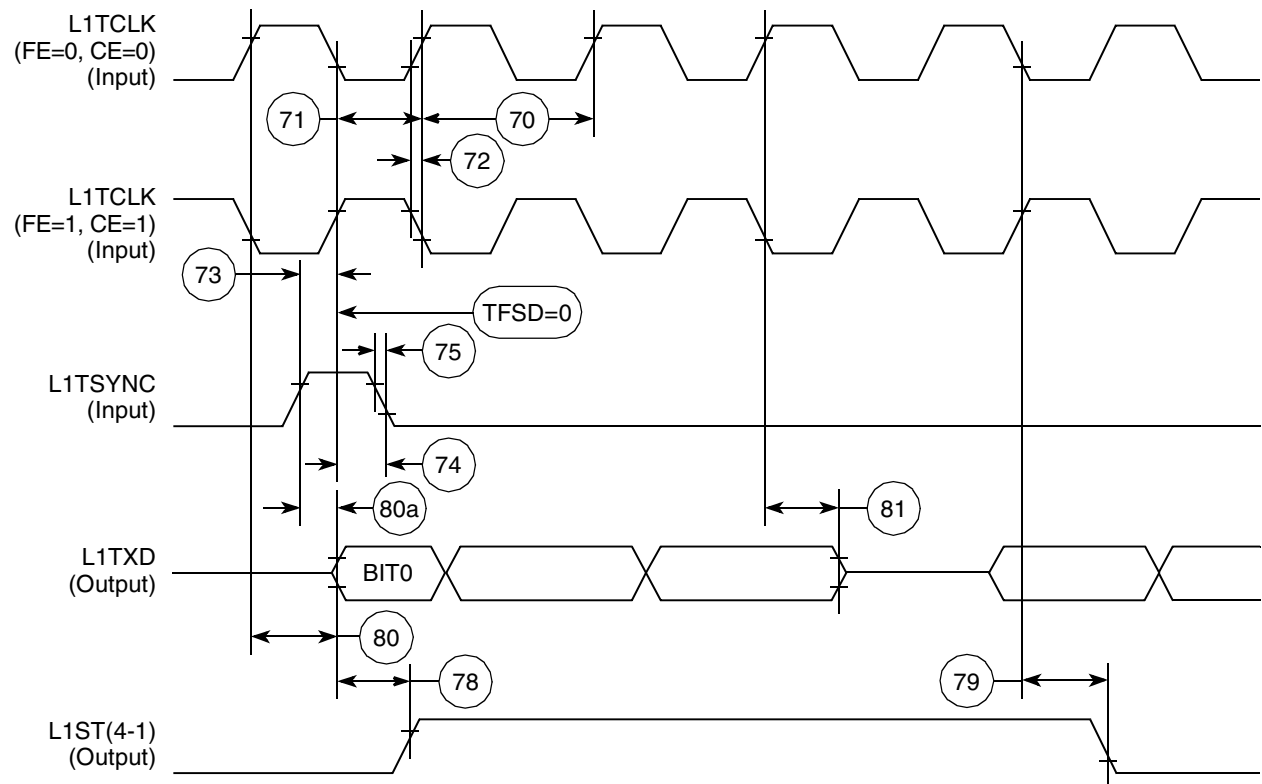 L1TCLK
(FE=0, CE=0)
(Input)
71
70
72
L1TCLK
(FE=1, CE=1)
(Input)
73
TFSD=0
75
L1TSYNC
(Input)
74
80a
81
L1TXD
(Output)
BIT0
80
78
79
L1ST(4-1)
(Output)